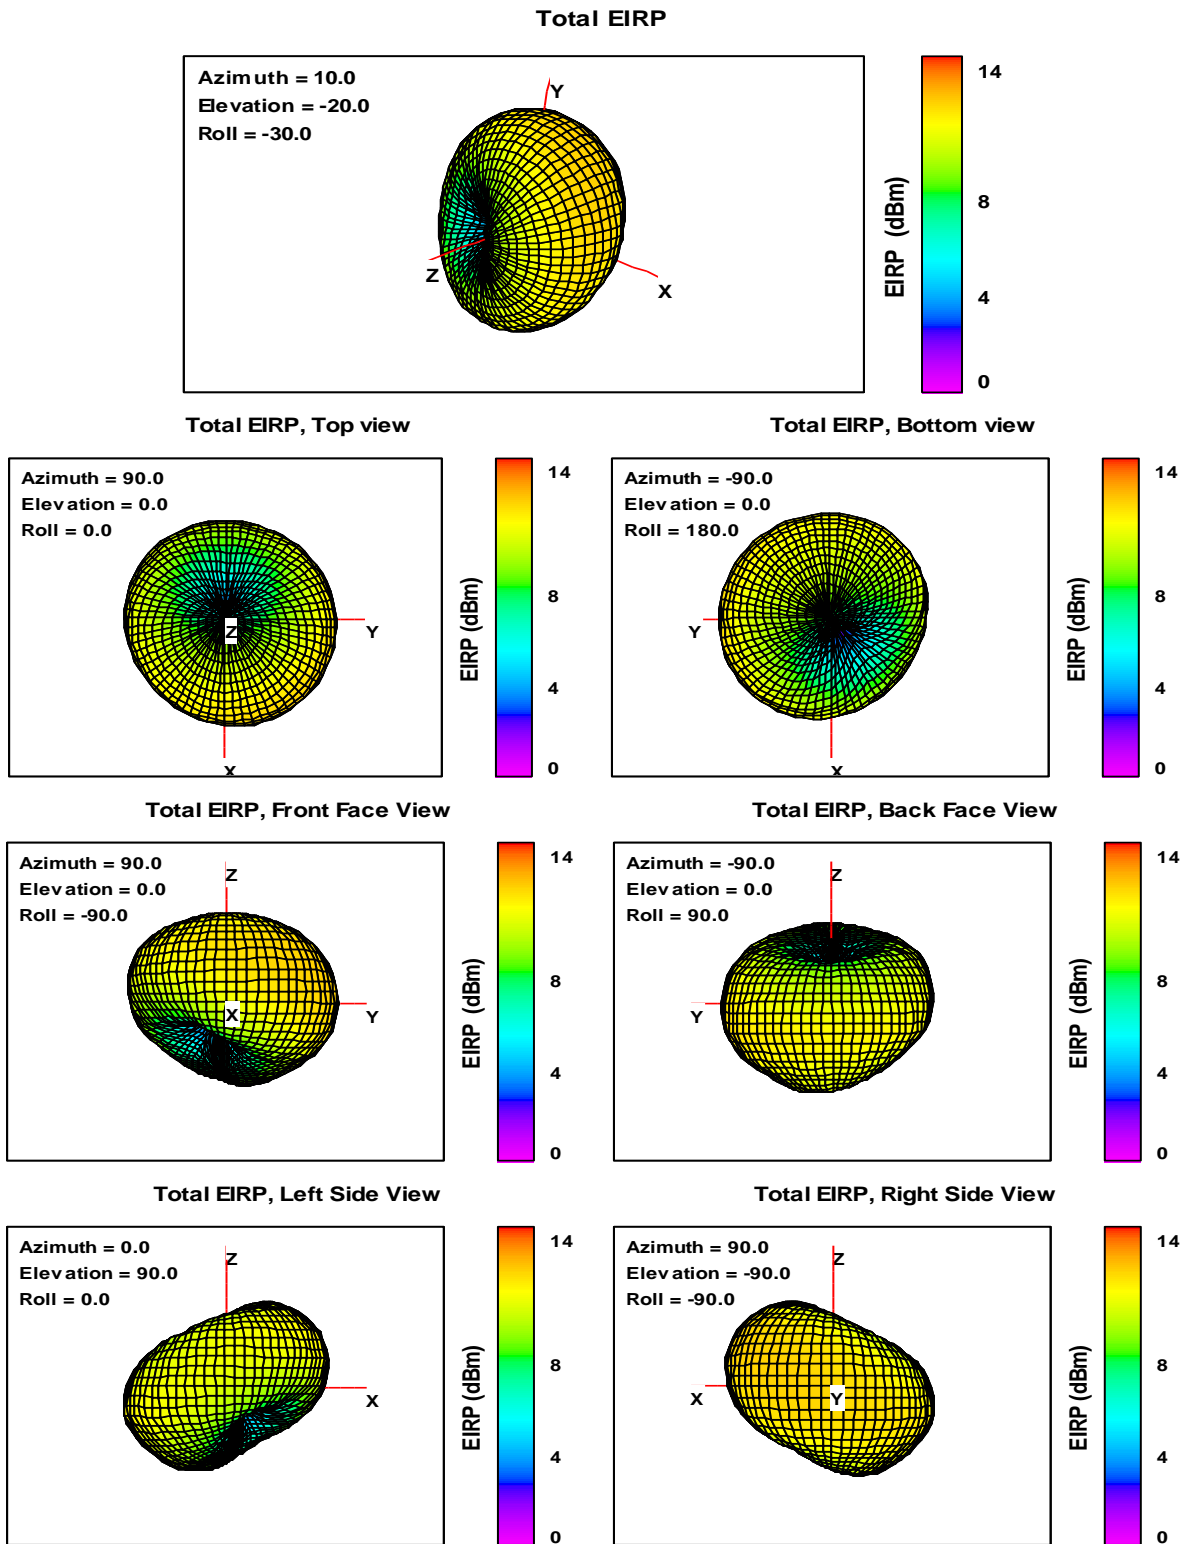 Total EIRP
Azimuth = 10.0
Elevation = -20.0
Roll = -30.0
Y
Z
X
EIRP (dBm)
14
8
4
0
Total EIRP, Top view
Azimuth = 90.0
Elevation = 0.0
Roll = 0.0
Z
Y
X
EIRP (dBm)
14
8
4
0
Total EIRP, Bottom view
Azimuth = -90.0
Elevation = 0.0
Roll = 180.0
Y
X
EIRP (dBm)
14
8
4
0
Total EIRP, Front Face View
Azimuth = 90.0
Elevation = 0.0
Roll = -90.0
Z
X
Y
EIRP (dBm)
14
8
4
0
Total EIRP, Back Face View
Azimuth = -90.0
Elevation = 0.0
Roll = 90.0
Z
Y
EIRP (dBm)
14
8
4
0
Total EIRP, Left Side View
Azimuth = 0.0
Elevation = 90.0
Roll = 0.0
Z
X
EIRP (dBm)
14
8
4
0
Total EIRP, Right Side View
Azimuth = 90.0
Elevation = -90.0
Roll = -90.0
Z
X
Y
EIRP (dBm)
14
8
4
0